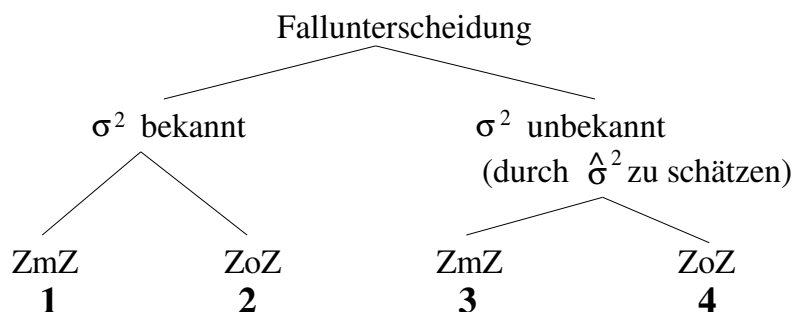 Fallunterscheidung
σ² bekannt
σ² unbekannt
(durch σ̂² zu schätzen)
ZmZ ZoZ ZmZ ZoZ
1 2 3 4